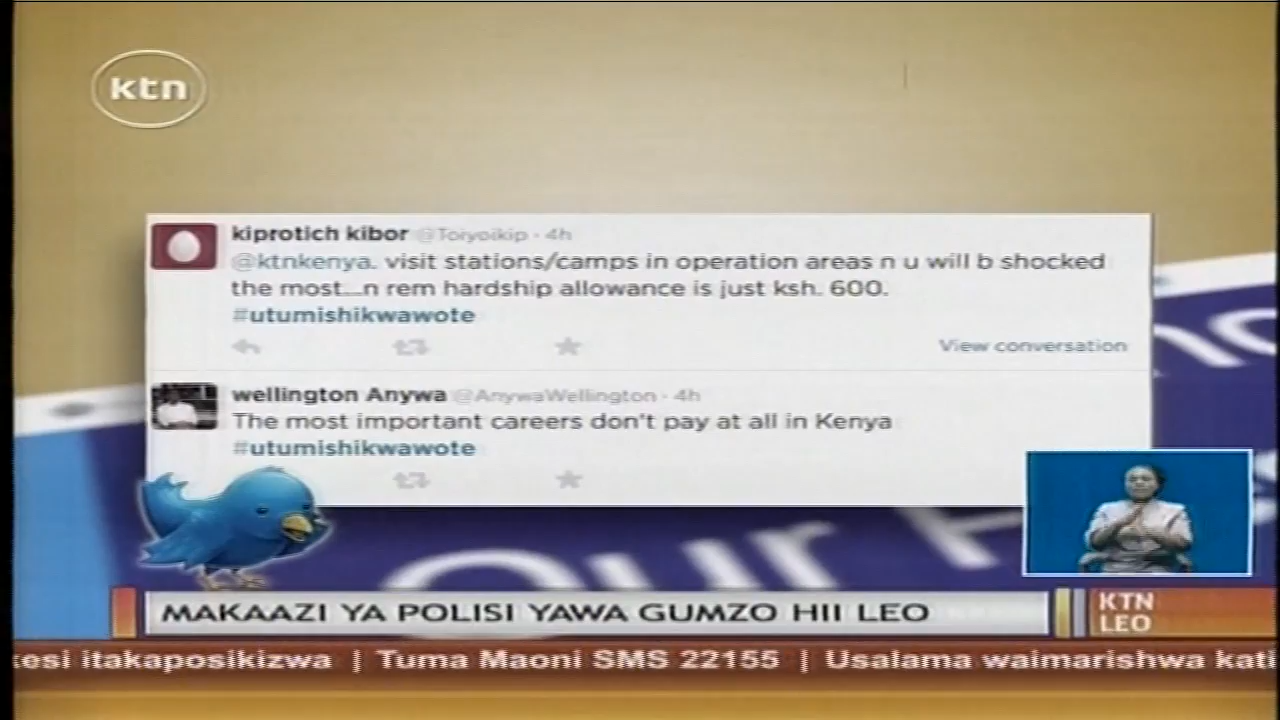 ktn
kiprotich kibor @Toiyoikip · 4h
@ktnkenya. visit stations/camps in operation areas n u will b shocked
the most....n rem hardship allowance is just ksh. 600.
#utumishikwawote
View conversation
wellington Anywa @AnywaWellington · 4h
The most important careers don't pay at all in Kenya
#utumishikwawote
Our
MAKAAZI YA POLISI YAWA GUMZO HII LEO
KTN
LEO
kesi itakaposikizwa | Tuma Maoni SMS 22155 | Usalama waimarishwa kati